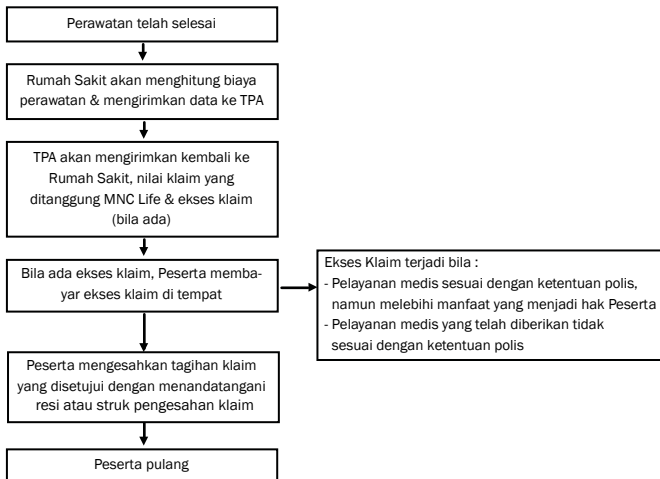 Perawatan telah selesai
Rumah Sakit akan menghitung biaya
perawatan & mengirimkan data ke TPA
TPA akan mengirimkan kembali ke
Rumah Sakit, nilai klaim yang
ditanggung MNC Life & ekses klaim
(bila ada)
Bila ada ekses klaim, Peserta memba-
yar ekses klaim di tempat
Ekses Klaim terjadi bila :
- Pelayanan medis sesuai dengan ketentuan polis,
namun melebihi manfaat yang menjadi hak Peserta
- Pelayanan medis yang telah diberikan tidak
sesuai dengan ketentuan polis
Peserta mengesahkan tagihan klaim
yang disetujui dengan menandatangani
resi atau struk pengesahan klaim
Peserta pulang